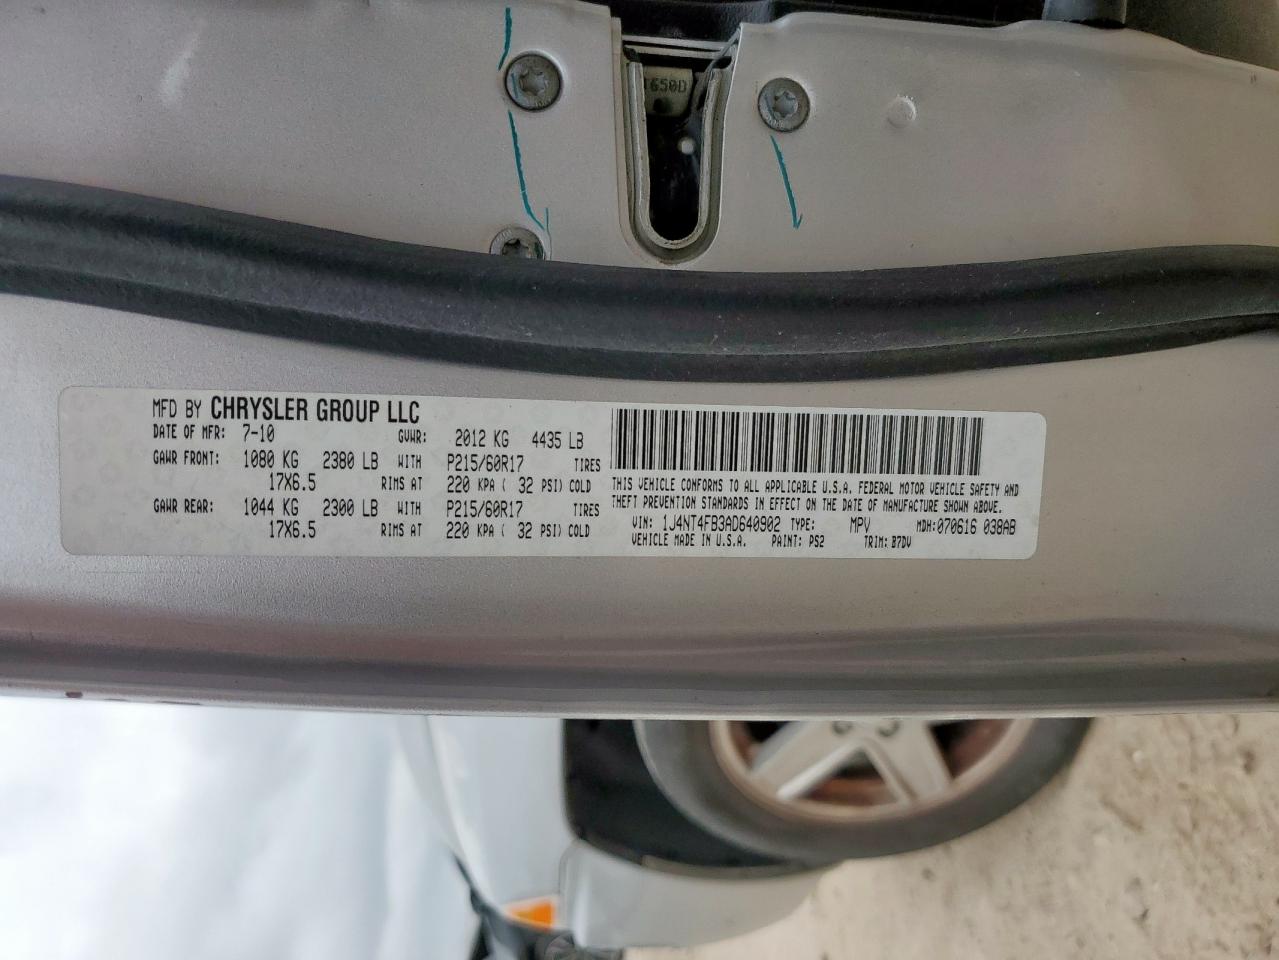 650D
MFD BY CHRYSLER GROUP LLC
DATE OF MFR: 7-10 GVWR: 2012 KG 4435 LB
GAWR FRONT: 1080 KG 2380 LB WITH P215/60R17 TIRES
17X6.5 RIMS AT 220 KPA ( 32 PSI) COLD
GAWR REAR: 1044 KG 2300 LB WITH P215/60R17 TIRES
17X6.5 RIMS AT 220 KPA ( 32 PSI) COLD
THIS VEHICLE CONFORMS TO ALL APPLICABLE U.S.A. FEDERAL MOTOR VEHICLE SAFETY AND
THEFT PREVENTION STANDARDS IN EFFECT ON THE DATE OF MANUFACTURE SHOWN ABOVE.
VIN: 1J4NT4FB3AD640902 TYPE: MPV MDH: 070616 038AB
VEHICLE MADE IN U.S.A. PAINT: PS2 TRIM: B7DV